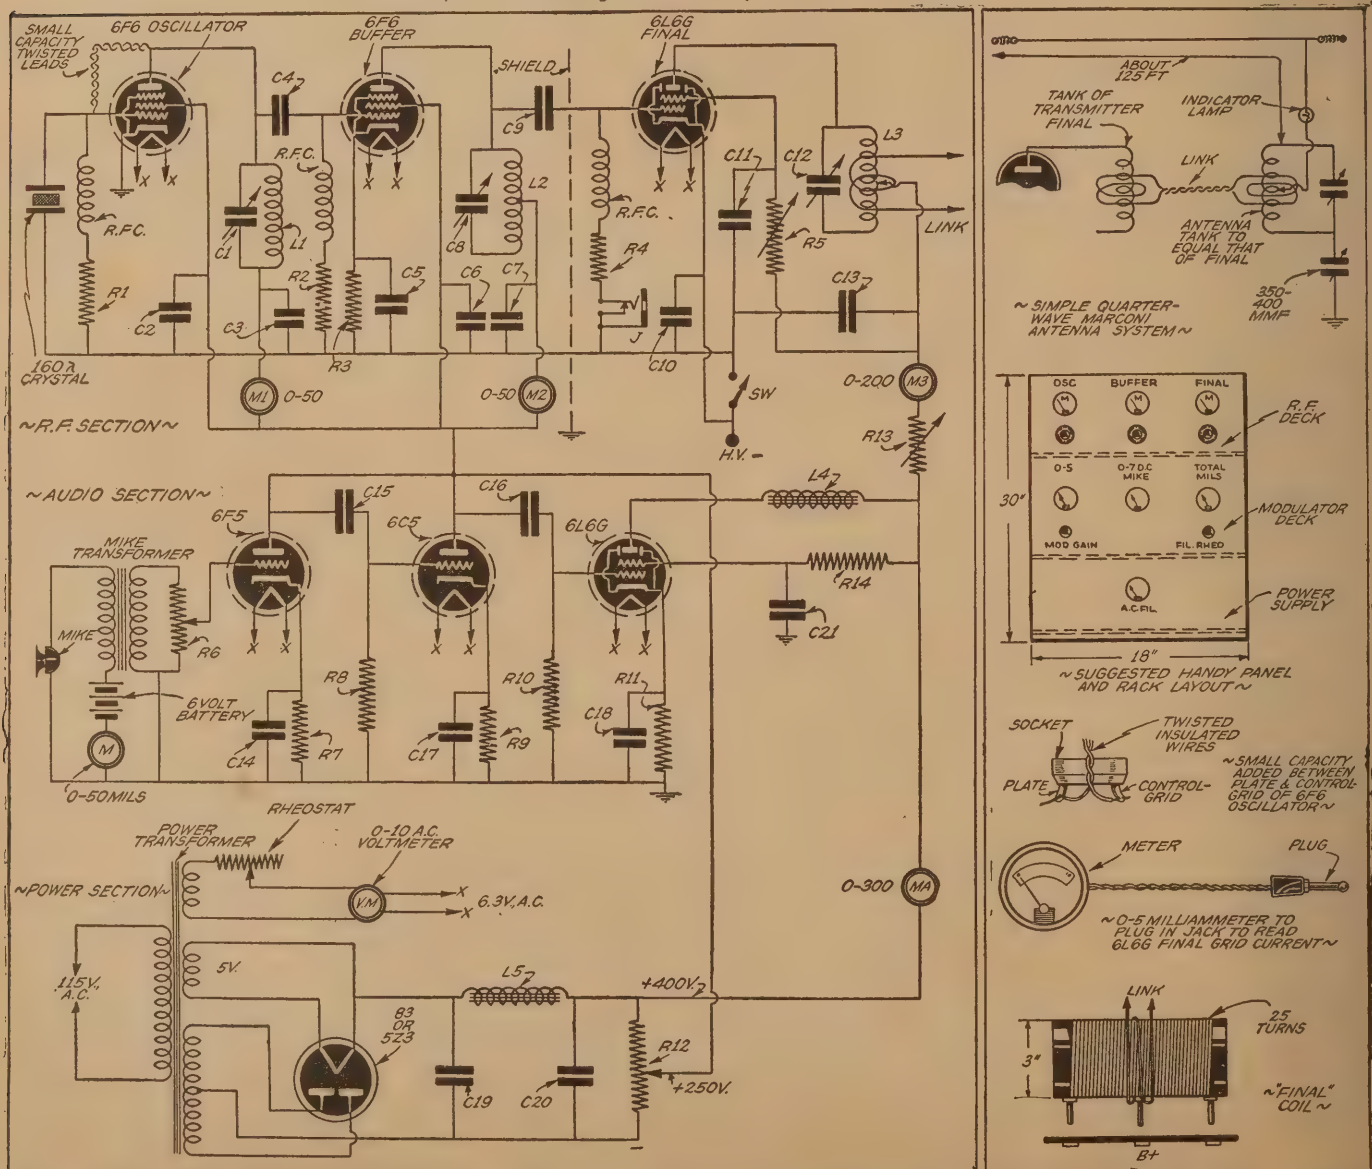 SMALL
CAPACITY
TWISTED
LEADS
6F6 OSCILLATOR
6F6
BUFFER
6L6G
FINAL
SHIELD
C4
C9
L3
C11
C12
R.F.C.
R.F.C.
R.F.C.
L2
C1
L1
C8
R4
R5
LINK
R1
C2
C3
R2
R3
C5
C6
C7
J
C10
C13
160 λ
CRYSTAL
M1
0-50
0-50
M2
SW
0-200
M3
~R.F. SECTION~
H.V. -
R13
~AUDIO SECTION~
C15
C16
L4
6F5
6C5
6L6G
MIKE
TRANSFORMER
R14
C21
MIKE
R6
X X
X X
X X
X X
X X
X X
6 VOLT
BATTERY
R8
R10
R11
C14
R7
C17
R9
C18
M
0-50 MILS
RHEOSTAT
POWER
TRANSFORMER
0-10 A.C.
VOLTMETER
~POWER SECTION~
V.M
X
X
6.3V., A.C.
0-300
MA
115V.,
A.C.
5V.
L5
+400V.
83
OR
5Z3
R12
C19
C20
+250V.
ABOUT
125 FT
TANK OF
TRANSMITTER
FINAL
INDICATOR
LAMP
LINK
ANTENNA
TANK TO
EQUAL THAT
OF FINAL
350-
400
MMF
~SIMPLE QUARTER-
WAVE MARCONI
ANTENNA SYSTEM~
OSC
BUFFER
FINAL
M
M
M
R.F.
DECK
0-5
0-7 D.C
MIKE
TOTAL
MILS
30"
MODULATOR
DECK
MOD GAIN
FIL. RHED
A.C. FIL.
POWER
SUPPLY
18"
~SUGGESTED HANDY PANEL
AND RACK LAYOUT~
SOCKET
TWISTED
INSULATED
WIRES
PLATE
CONTROL-
GRID
~SMALL CAPACITY
ADDED BETWEEN
PLATE & CONTROL-
GRID OF 6F6
OSCILLATOR~
METER
PLUG
~0-5 MILLIAMMETER TO
PLUG IN JACK TO READ
6L6G FINAL GRID CURRENT~
LINK
25
TURNS
3"
~"FINAL"
COIL~
B+